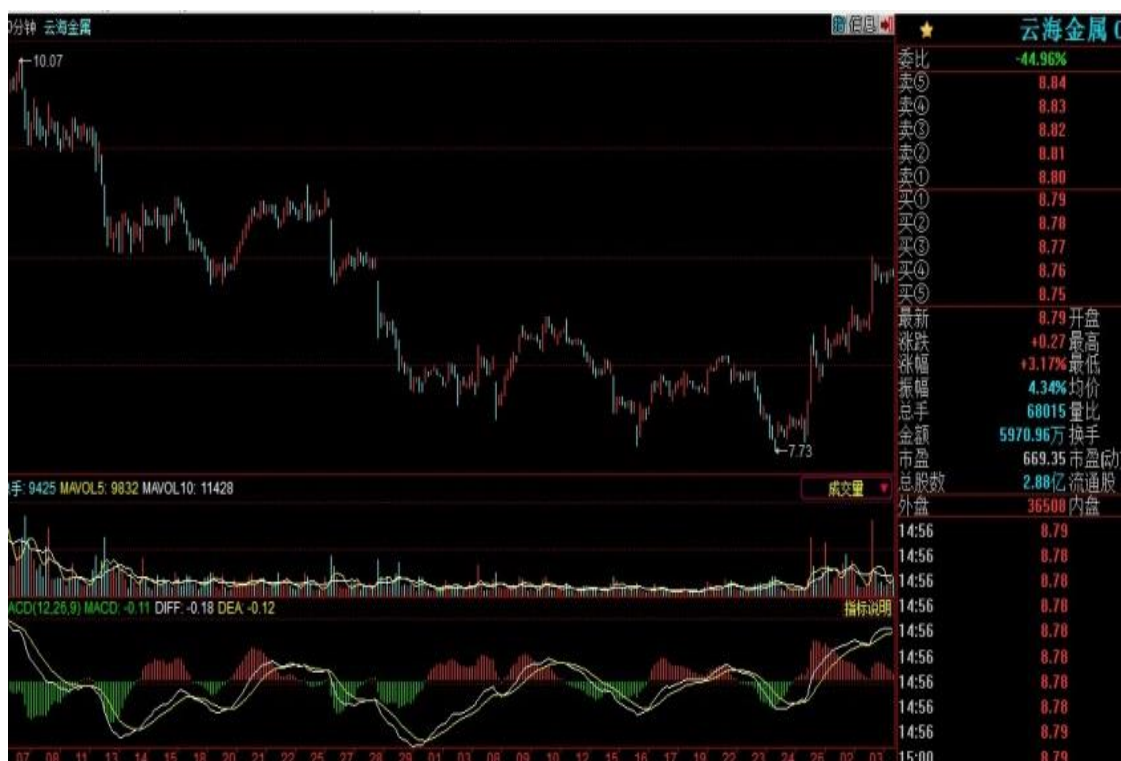 0分钟 云海金属
信息
云海金属 0
10.07
7.73
委比 -44.96%
卖⑤ 8.84
卖④ 8.83
卖③ 8.82
卖② 8.81
卖① 8.80
买① 8.79
买② 8.78
买③ 8.77
买④ 8.76
买⑤ 8.75
最新 8.79 开盘
涨跌 +0.27 最高
涨幅 +3.17% 最低
振幅 4.34% 均价
总手 68015 量比
金额 5970.96万 换手
市盈 669.35 市盈(动)
总股数 2.88亿 流通股
外盘 36508 内盘
手: 9425 MAVOL5: 9832 MAVOL10: 11428
成交量
ACD(12,26,9) MACD: -0.11 DIFF: -0.18 DEA: -0.12
指标说明
14:56 8.79
14:56 8.78
14:56 8.78
14:56 8.78
14:56 8.78
14:56 8.78
14:56 8.78
14:56 8.78
14:56 8.79
15:00 8.79
07 08 11 13 14 15 18 20 21 22 25 27 28 29 01 03 08 09 10 12 15 16 17 19 22 23 24 26 02 03